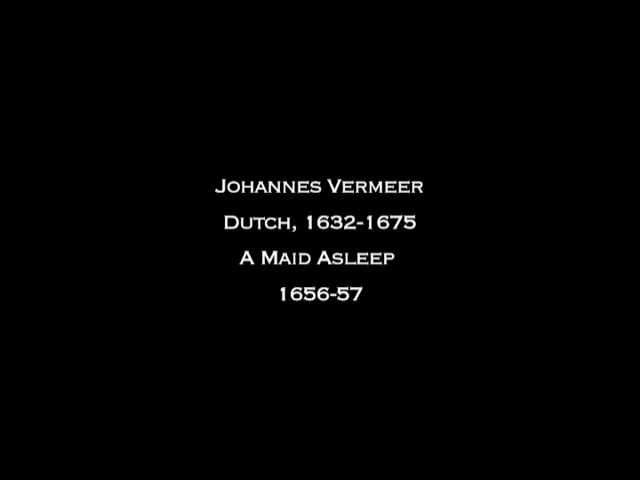 Johannes Vermeer
Dutch, 1632-1675
A Maid Asleep
1656-57